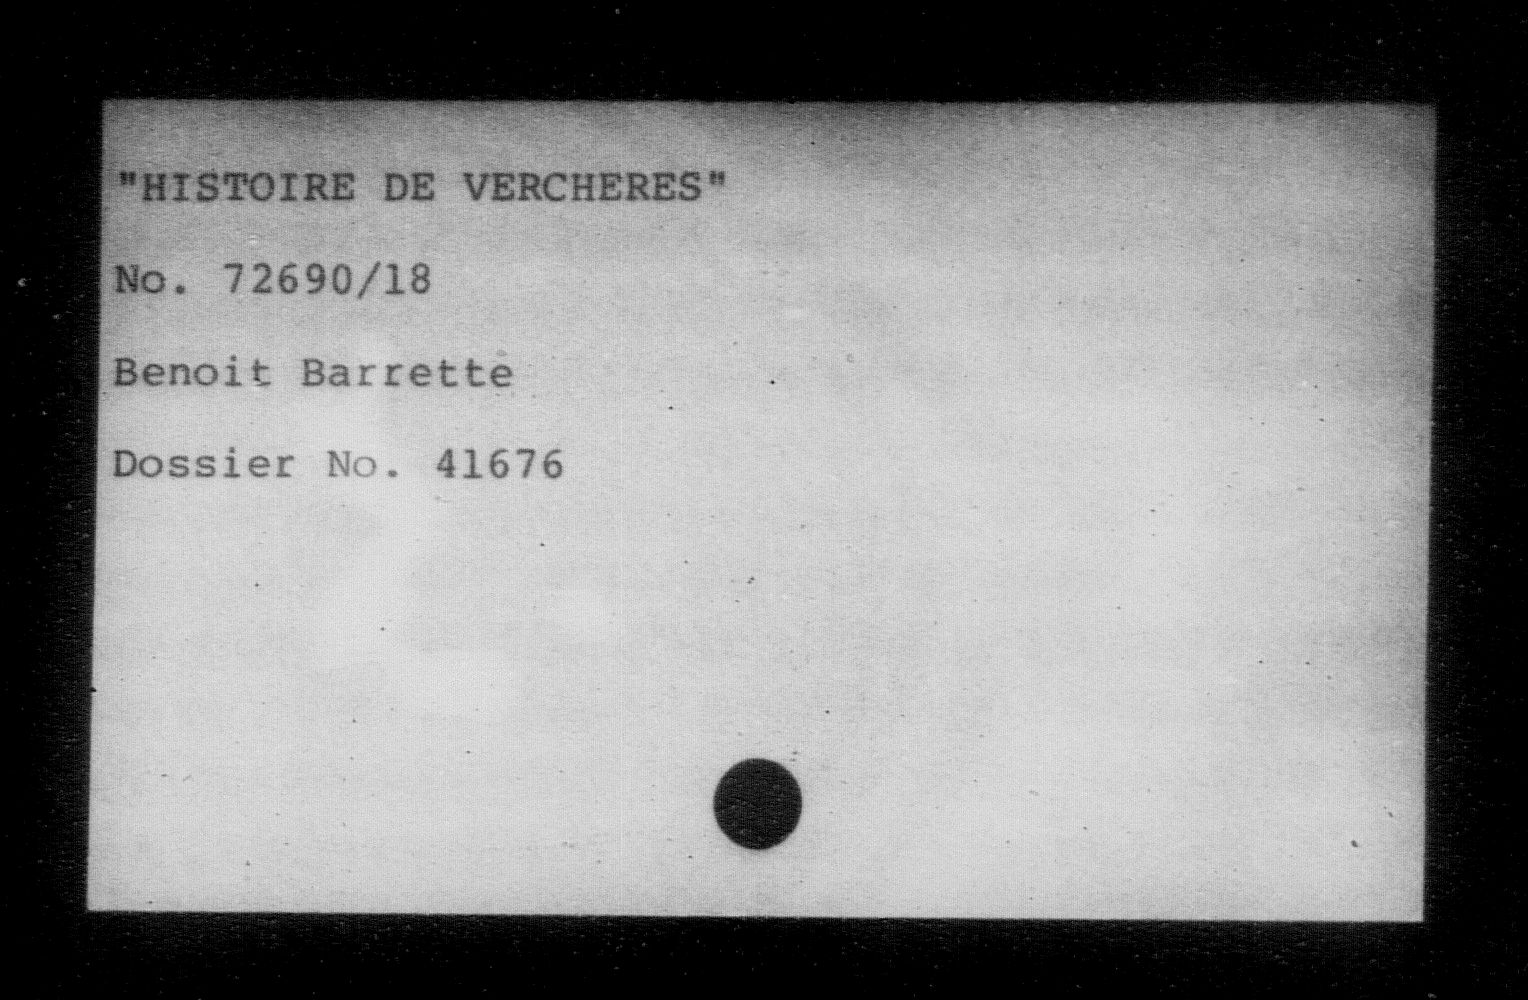 "HISTOIRE DE VERCHERES"
No. 72690/18
Benoit Barrette
Dossier No. 41676